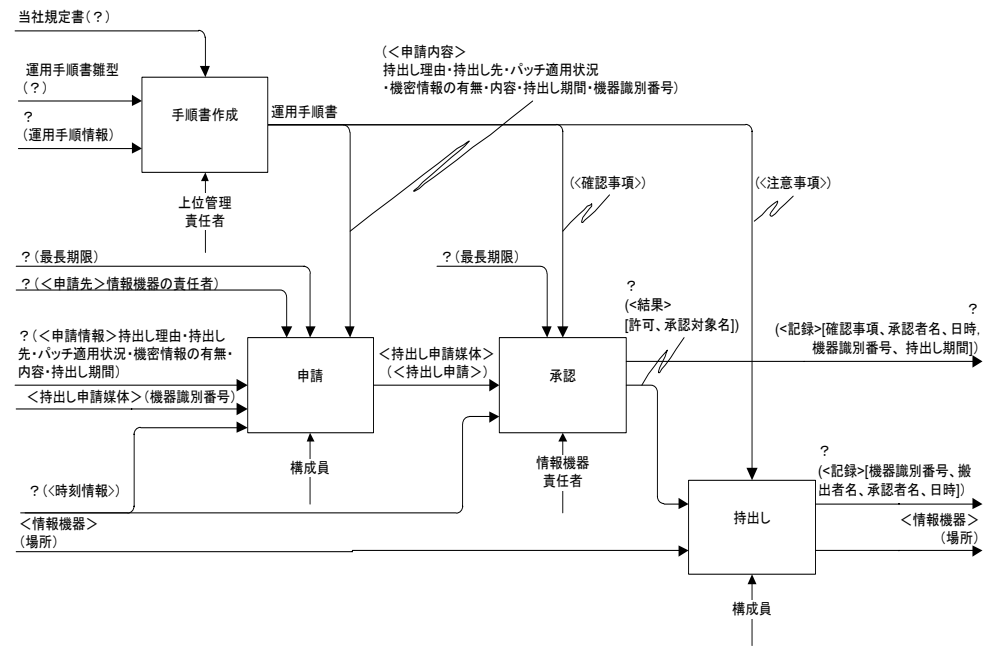 当社規定書(?)
運用手順書雛型
(?)
?
(運用手順情報)
手順書作成
運用手順書
上位管理
責任者
(<申請内容>
持出し理由・持出し先・パッチ適用状況
・機密情報の有無・内容・持出し期間・機器識別番号)
(<確認事項>)
(<注意事項>)
?(最長期限)
?(<申請先>情報機器の責任者)
?(<申請情報>持出し理由・持出し
先・パッチ適用状況・機密情報の有無・
内容・持出し期間)
<持出し申請媒体>(機器識別番号)
?(<時刻情報>)
<情報機器>
(場所)
申請
構成員
<持出し申請媒体>
(<持出し申請>)
?(最長期限)
承認
情報機器
責任者
?
(<結果>
[許可、承認対象名])
?
(<記録>[確認事項、承認者名、日時,
機器識別番号、持出し期間])
持出し
構成員
?
(<記録>[機器識別番号、搬
出者名、承認者名、日時])
<情報機器>
(場所)